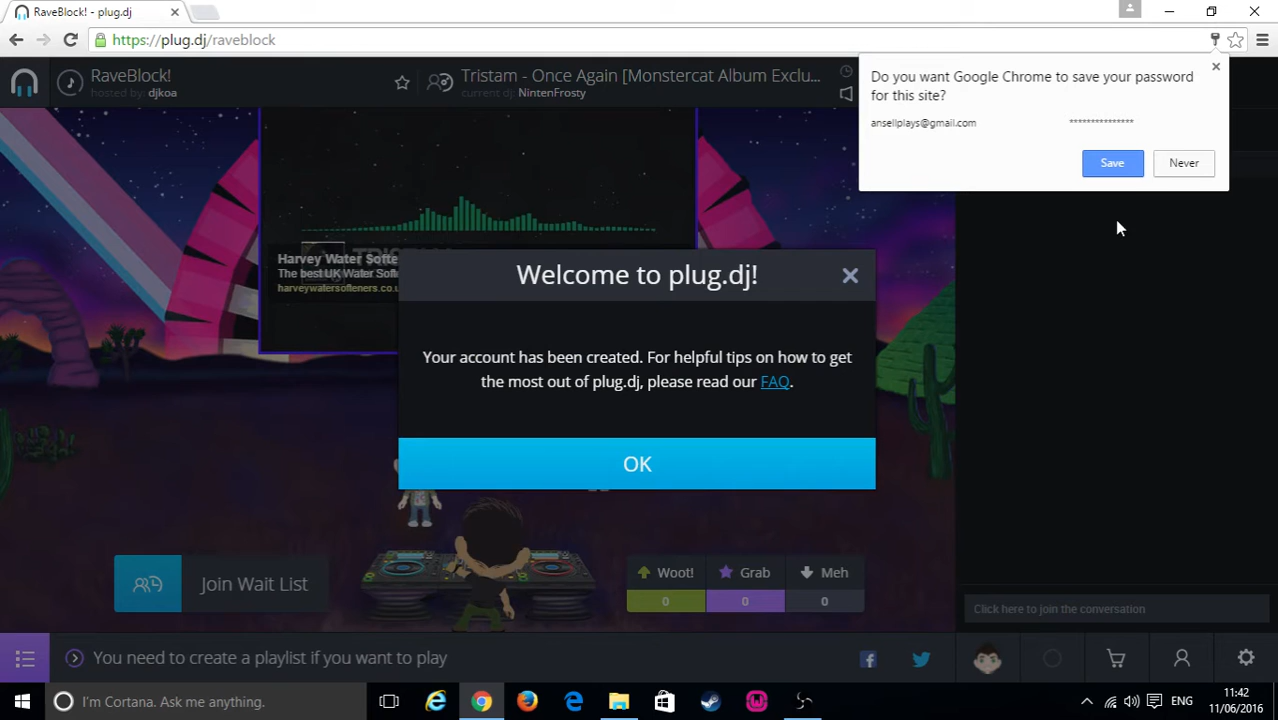 RaveBlock! - plug.dj
https://plug.dj/raveblock
RaveBlock!
hosted by: djkoa
Tristam - Once Again [Monstercat Album Exclu...
current dj: NintenFrosty
Do you want Google Chrome to save your password
for this site?
ansellplays@gmail.com ***************
Save Never
Harvey Water Softe
The best UK Water Soft
harveywatersofteners.co.u
Welcome to plug.dj!
Your account has been created. For helpful tips on how to get
the most out of plug.dj, please read our FAQ.
OK
Join Wait List
Woot! Grab Meh
0 0 0
Click here to join the conversation
You need to create a playlist if you want to play
I'm Cortana. Ask me anything.
ENG
11:42
11/06/2016